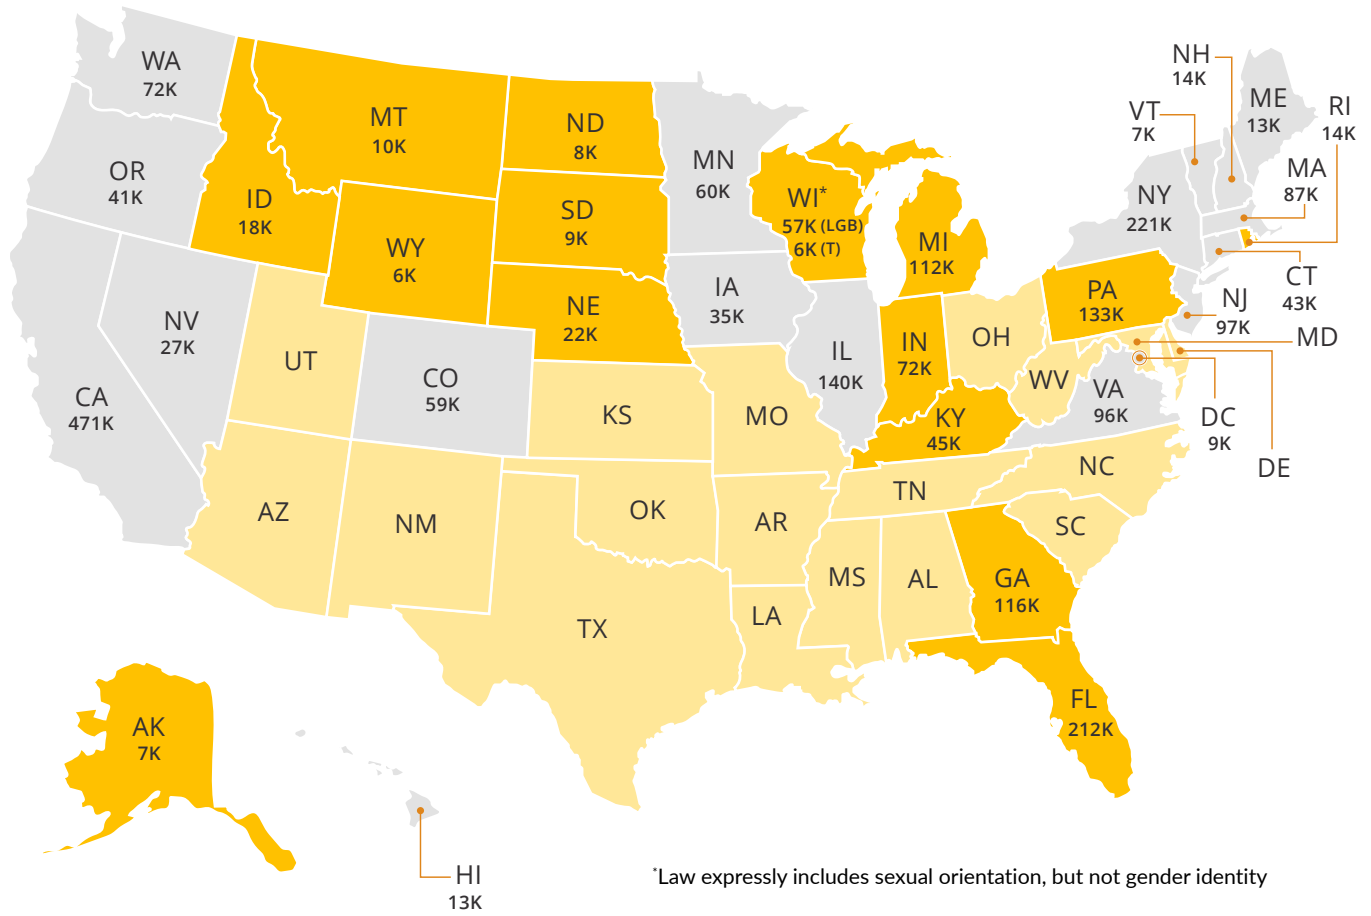 WA
72K
OR
41K
CA
471K
NV
27K
ID
18K
MT
10K
WY
6K
UT
CO
59K
AZ
NM
ND
8K
SD
9K
NE
22K
KS
OK
TX
MN
60K
IA
35K
MO
AR
LA
WI*
57K (LGB)
6K (T)
IL
140K
MI
112K
IN
72K
OH
KY
45K
TN
MS
AL
GA
116K
FL
212K
SC
NC
VA
96K
WV
PA
133K
NY
221K
VT
7K
NH
14K
ME
13K
RI
14K
MA
87K
CT
43K
NJ
97K
MD
DC
9K
DE
AK
7K
HI
13K
*Law expressly includes sexual orientation, but not gender identity